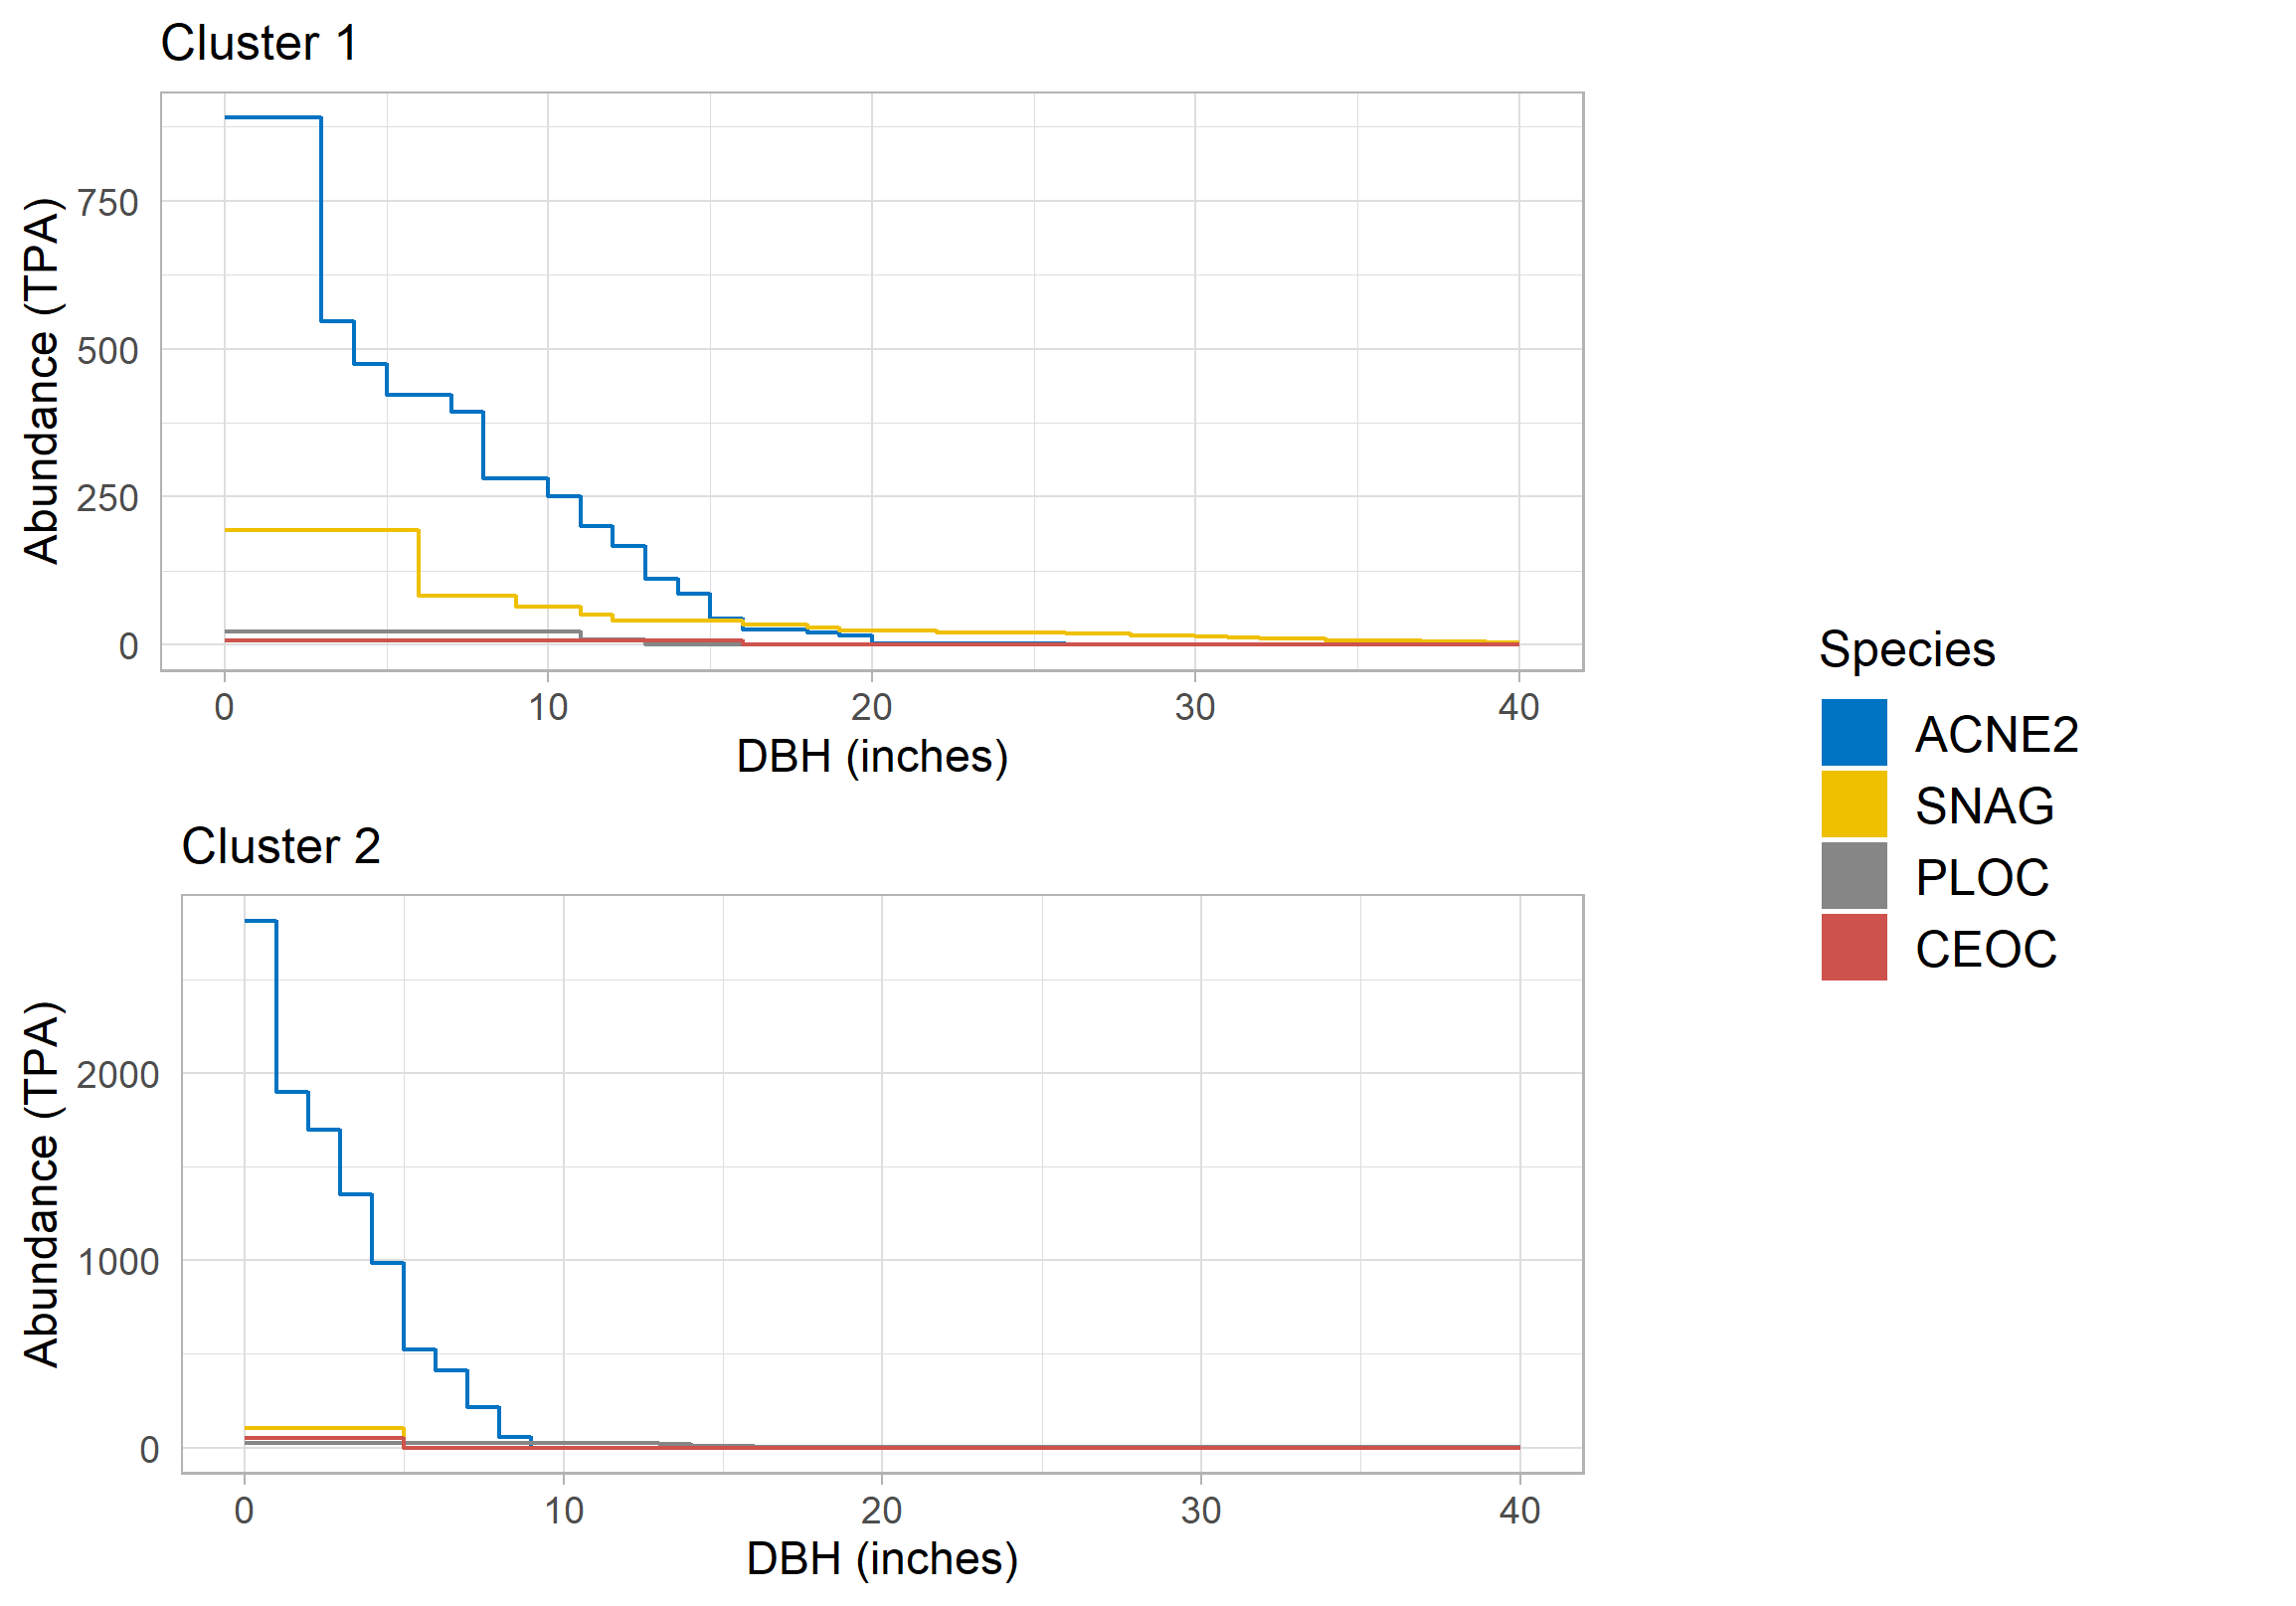 Cluster 1
Abundance (TPA)
750
500
250
0
0 10 20 30 40
DBH (inches)
Cluster 2
Abundance (TPA)
2000
1000
0
0 10 20 30 40
DBH (inches)
Species
ACNE2
SNAG
PLOC
CEOC